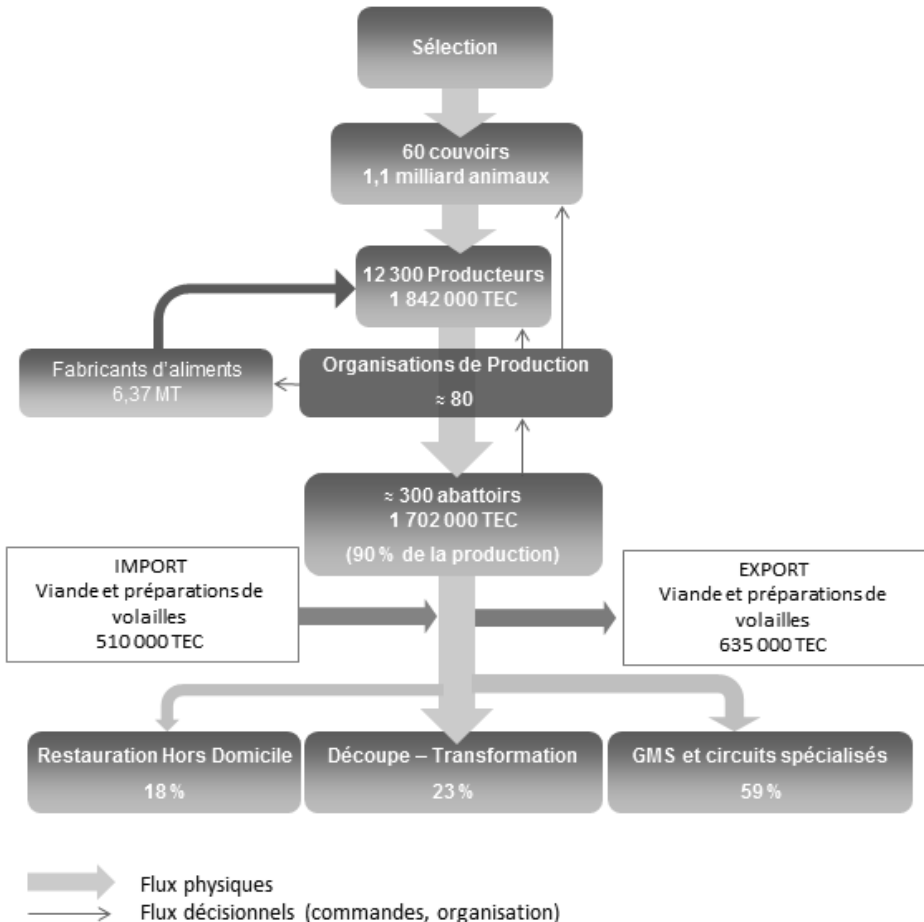 Sélection
60 couvoirs
1,1 milliard animaux
12 300 Producteurs
1 842 000 TEC
Fabricants d'aliments
6,37 MT
Organisations de Production
≈ 80
≈ 300 abattoirs
1 702 000 TEC
(90 % de la production)
IMPORT
Viande et préparations de
volailles
510 000 TEC
EXPORT
Viande et préparations de
volailles
635 000 TEC
Restauration Hors Domicile
18 %
Découpe – Transformation
23 %
GMS et circuits spécialisés
59 %
Flux physiques
Flux décisionnels (commandes, organisation)